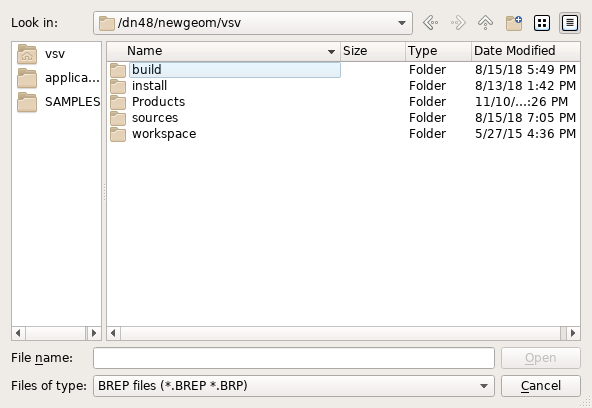 Look in: /dn48/newgeom/vsv
vsv
applica...
SAMPLES
Name Size Type Date Modified
build Folder 8/15/18 5:49 PM
install Folder 8/13/18 1:42 PM
Products Folder 11/10/...:26 PM
sources Folder 8/15/18 7:05 PM
workspace Folder 5/27/15 4:36 PM
File name: Open
Files of type: BREP files (*.BREP *.BRP) Cancel